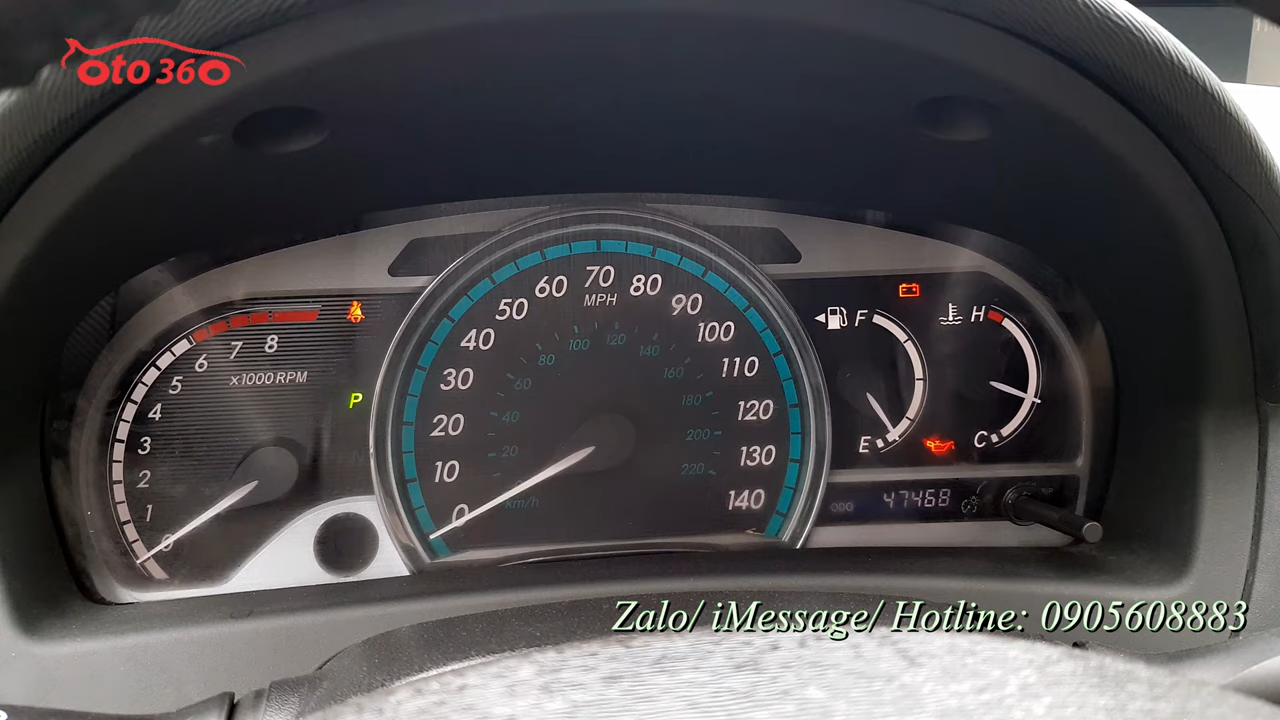 oto360
70
60 80
MPH
50 90
40 100
30 110
20 120
10 130
0 140
100 120 140
80 160
60 180
40 200
20 220
km/h
8
7
6
5
4
3
2
1
0
x1000 RPM
P
F
E
H
C
ODO 47468
Zalo/ iMessage/ Hotline: 0905608883